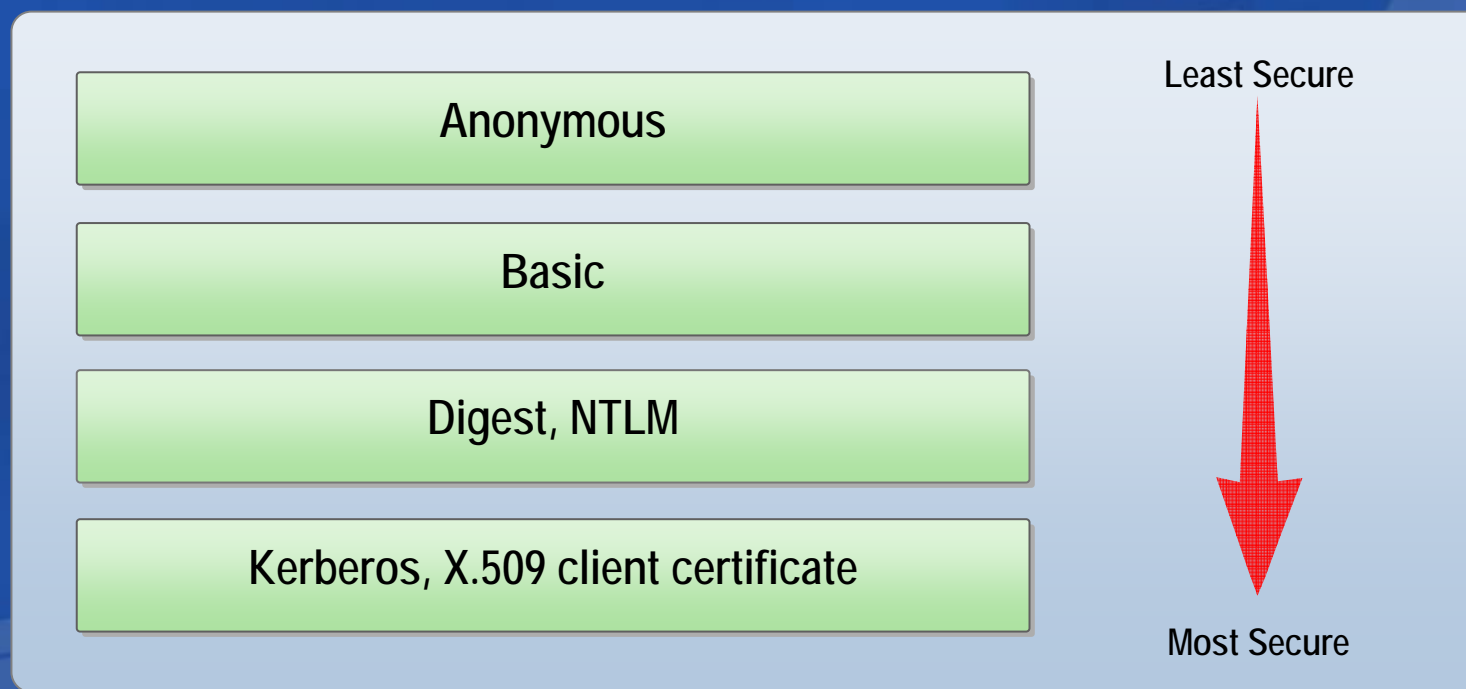 Least Secure
Anonymous
Basic
Digest, NTLM
Kerberos, X.509 client certificate
Most Secure